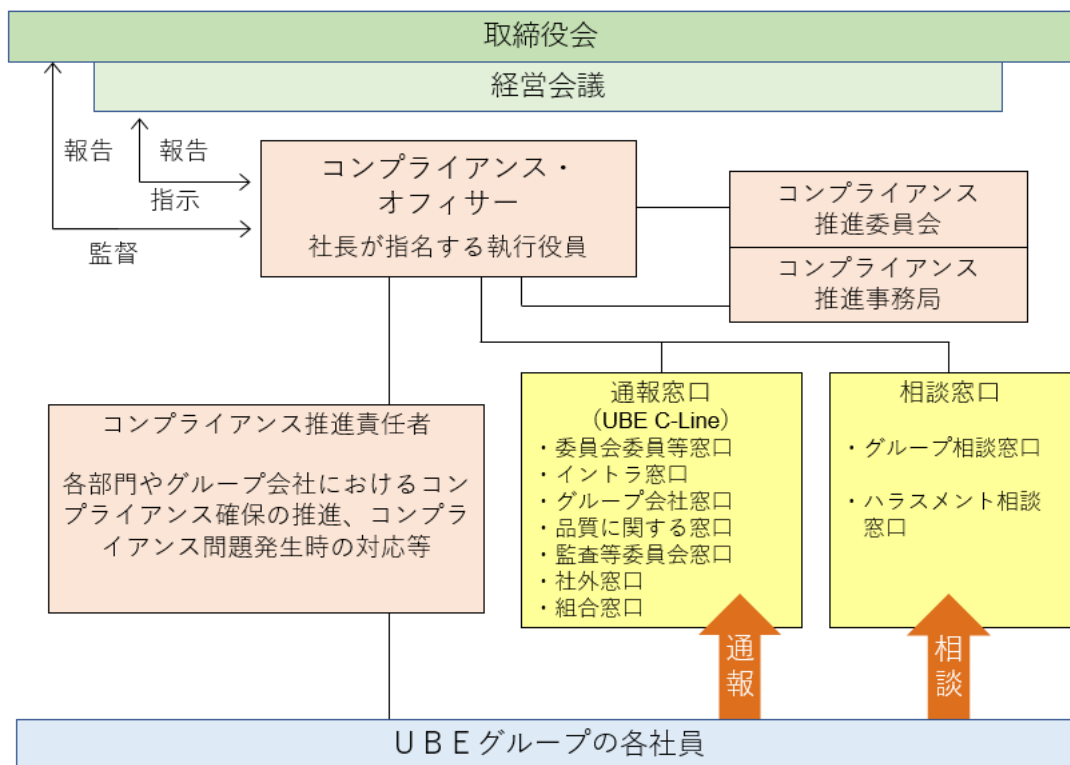 取締役会
経営会議
報告
報告
指示
監督
コンプライアンス・
オフィサー
社長が指名する執行役員
コンプライアンス
推進委員会
コンプライアンス
推進事務局
コンプライアンス推進責任者
各部門やグループ会社におけるコン
プライアンス確保の推進、コンプラ
イアンス問題発生時の対応等
通報窓口
（UBE C-Line）
・委員会委員等窓口
・イントラ窓口
・グループ会社窓口
・品質に関する窓口
・監査等委員会窓口
・社外窓口
・組合窓口
相談窓口
・グループ相談窓口
・ハラスメント相談
窓口
通報
相談
ＵＢＥグループの各社員